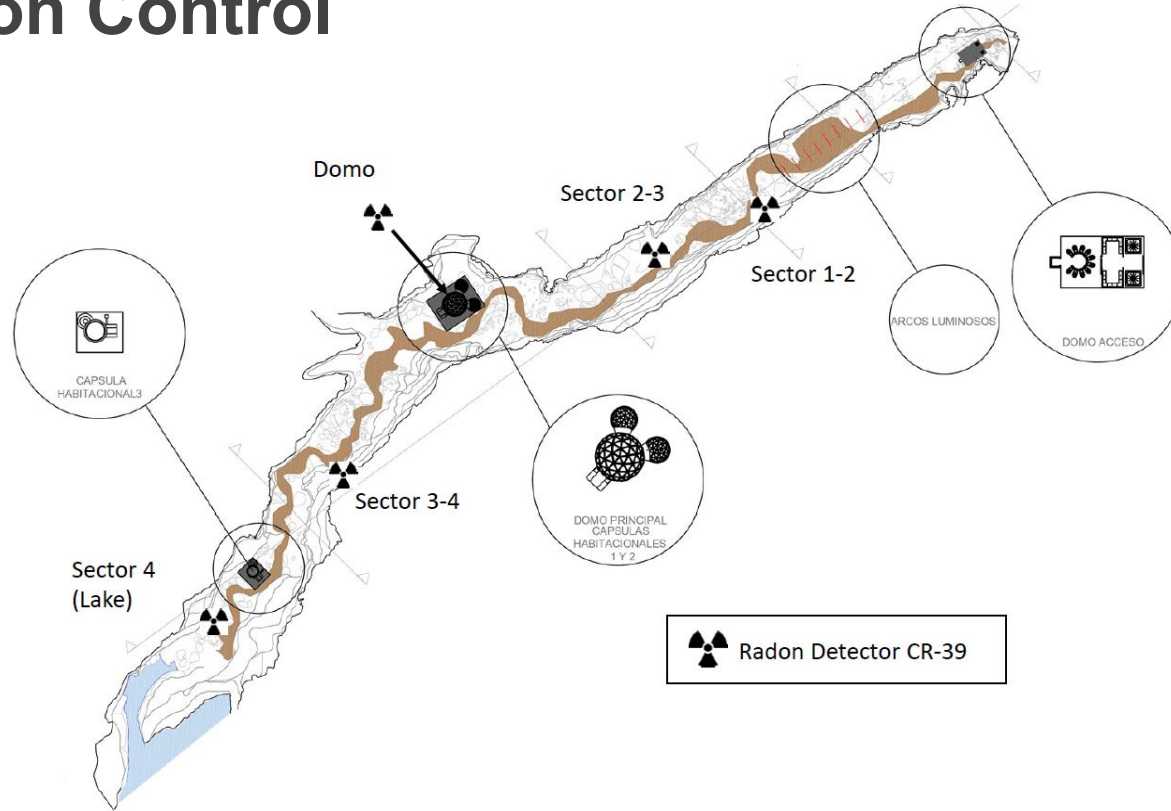 on Control
Domo
Sector 2-3
Sector 1-2
ARCOS LUMINOSOS
DOMO ACCESO
CAPSULA
HABITACIONAL3
Sector 3-4
DOMO PRINCIPAL
CAPSULAS
HABITACIONALES
1 Y 2
Sector 4
(Lake)
Radon Detector CR-39